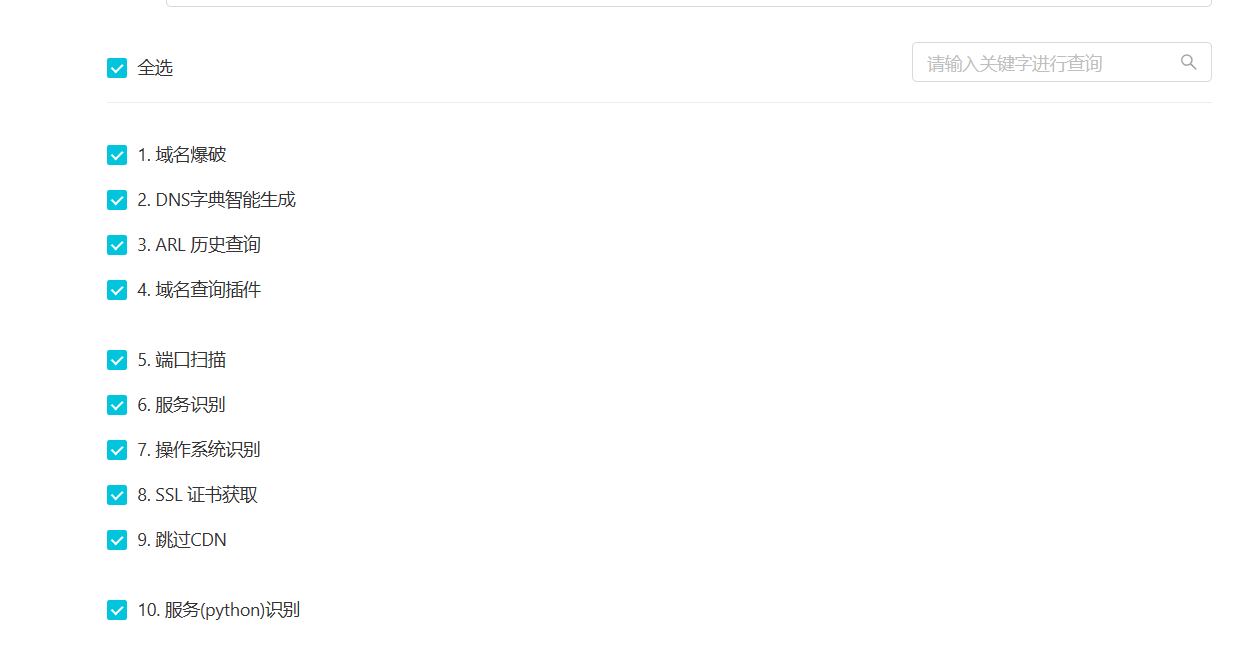 全选
请输入关键字进行查询
1. 域名爆破
2. DNS字典智能生成
3. ARL 历史查询
4. 域名查询插件
5. 端口扫描
6. 服务识别
7. 操作系统识别
8. SSL 证书获取
9. 跳过CDN
10. 服务(python)识别